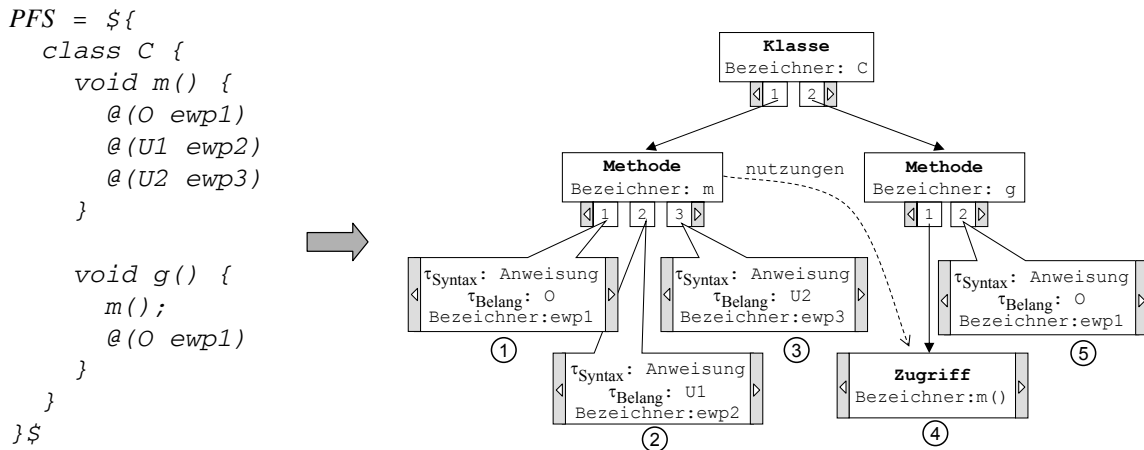 PFS = ${
class C {
void m() {
@(O ewp1)
@(U1 ewp2)
@(U2 ewp3)
}
void g() {
m();
@(O ewp1)
}
}
}$
Klasse
Bezeichner: C
1 2
Methode
Bezeichner: m
1 2 3
nutzungen
Methode
Bezeichner: g
1 2
τSyntax: Anweisung
τBelang: O
Bezeichner:ewp1
①
τSyntax: Anweisung
τBelang: U1
Bezeichner:ewp2
②
τSyntax: Anweisung
τBelang: U2
Bezeichner:ewp3
③
Zugriff
Bezeichner:m()
④
τSyntax: Anweisung
τBelang: O
Bezeichner:ewp1
⑤